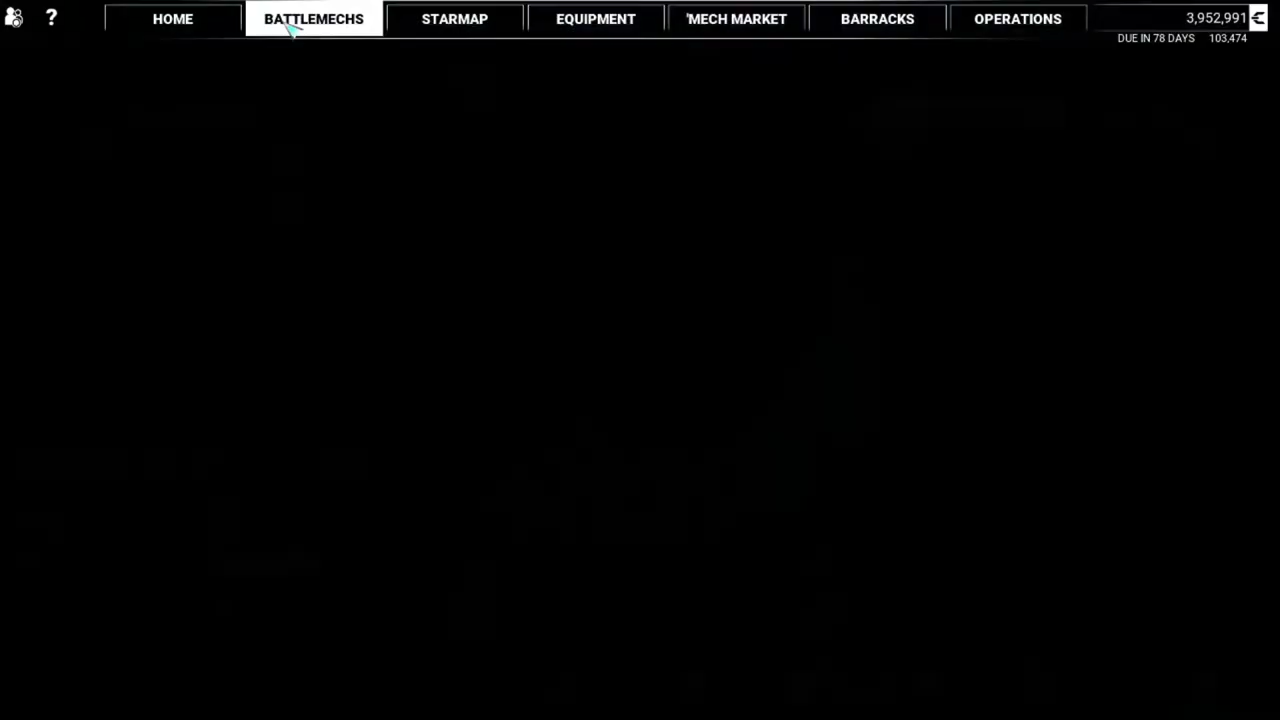 ? HOME BATTLEMECHS STARMAP EQUIPMENT 'MECH MARKET BARRACKS OPERATIONS 3,952,991
DUE IN 78 DAYS 103,474